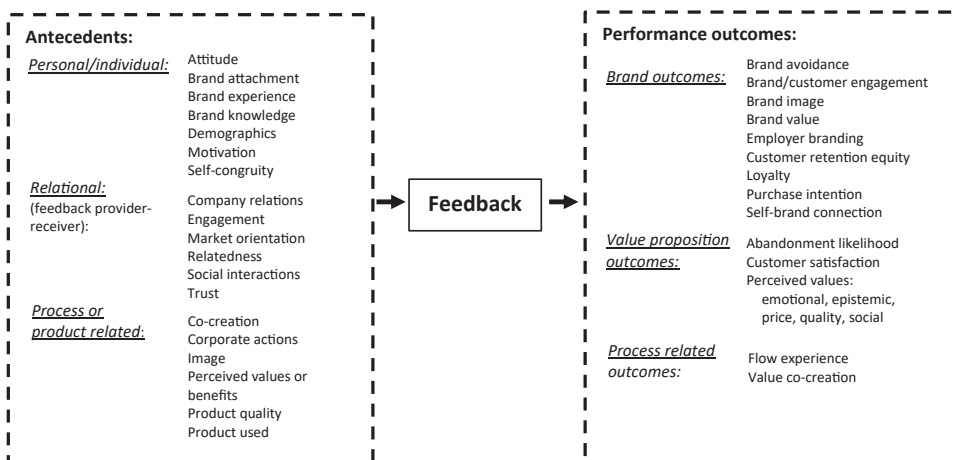 Antecedents:
Personal/individual:
Attitude
Brand attachment
Brand experience
Brand knowledge
Demographics
Motivation
Self-congruity
Relational:
(feedback provider-
receiver):
Company relations
Engagement
Market orientation
Relatedness
Social interactions
Trust
Process or
product related:
Co-creation
Corporate actions
Image
Perceived values or
benefits
Product quality
Product used
Feedback
Performance outcomes:
Brand outcomes:
Brand avoidance
Brand/customer engagement
Brand image
Brand value
Employer branding
Customer retention equity
Loyalty
Purchase intention
Self-brand connection
Value proposition
outcomes:
Abandonment likelihood
Customer satisfaction
Perceived values:
emotional, epistemic,
price, quality, social
Process related
outcomes:
Flow experience
Value co-creation